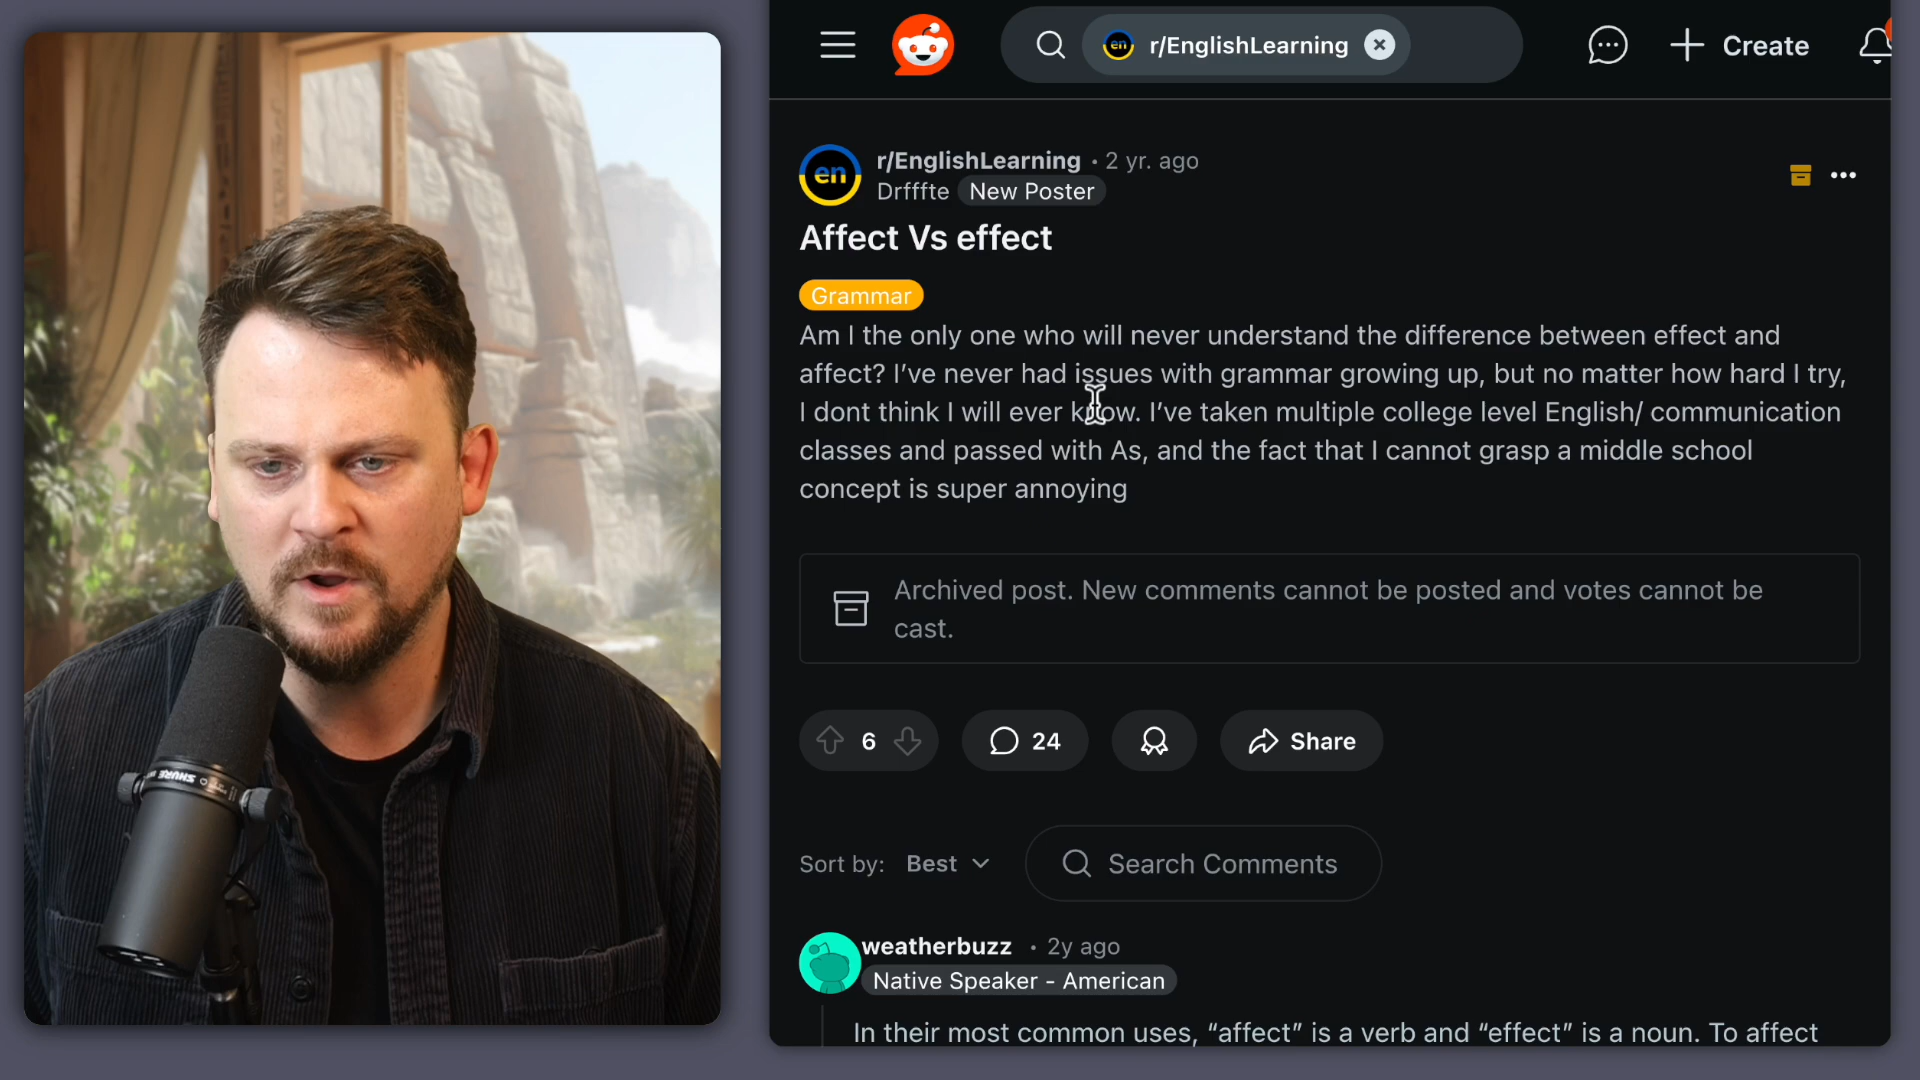 r/EnglishLearning
Create
r/EnglishLearning • 2 yr. ago
Drfffte New Poster
Affect Vs effect
Grammar
Am I the only one who will never understand the difference between effect and
affect? I’ve never had issues with grammar growing up, but no matter how hard I try,
I dont think I will ever know. I’ve taken multiple college level English/ communication
classes and passed with As, and the fact that I cannot grasp a middle school
concept is super annoying
Archived post. New comments cannot be posted and votes cannot be
cast.
6 24 Share
Sort by: Best Search Comments
weatherbuzz • 2y ago
Native Speaker - American
In their most common uses, “affect” is a verb and “effect” is a noun. To affect
en
en
SHURE